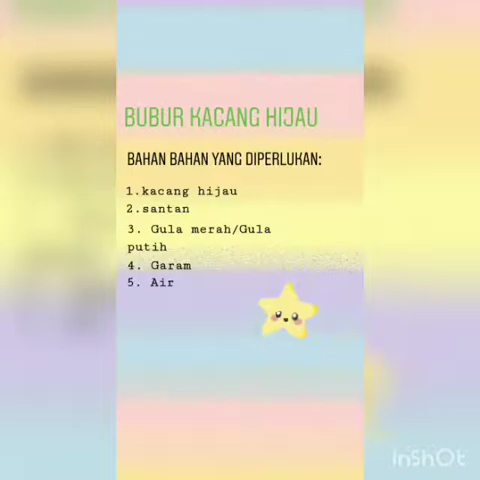 BUBUR KACANG HIJAU
BAHAN BAHAN YANG DIPERLUKAN:
1.kacang hijau
2.santan
3. Gula merah/Gula
putih
4. Garam
5. Air
InShOt